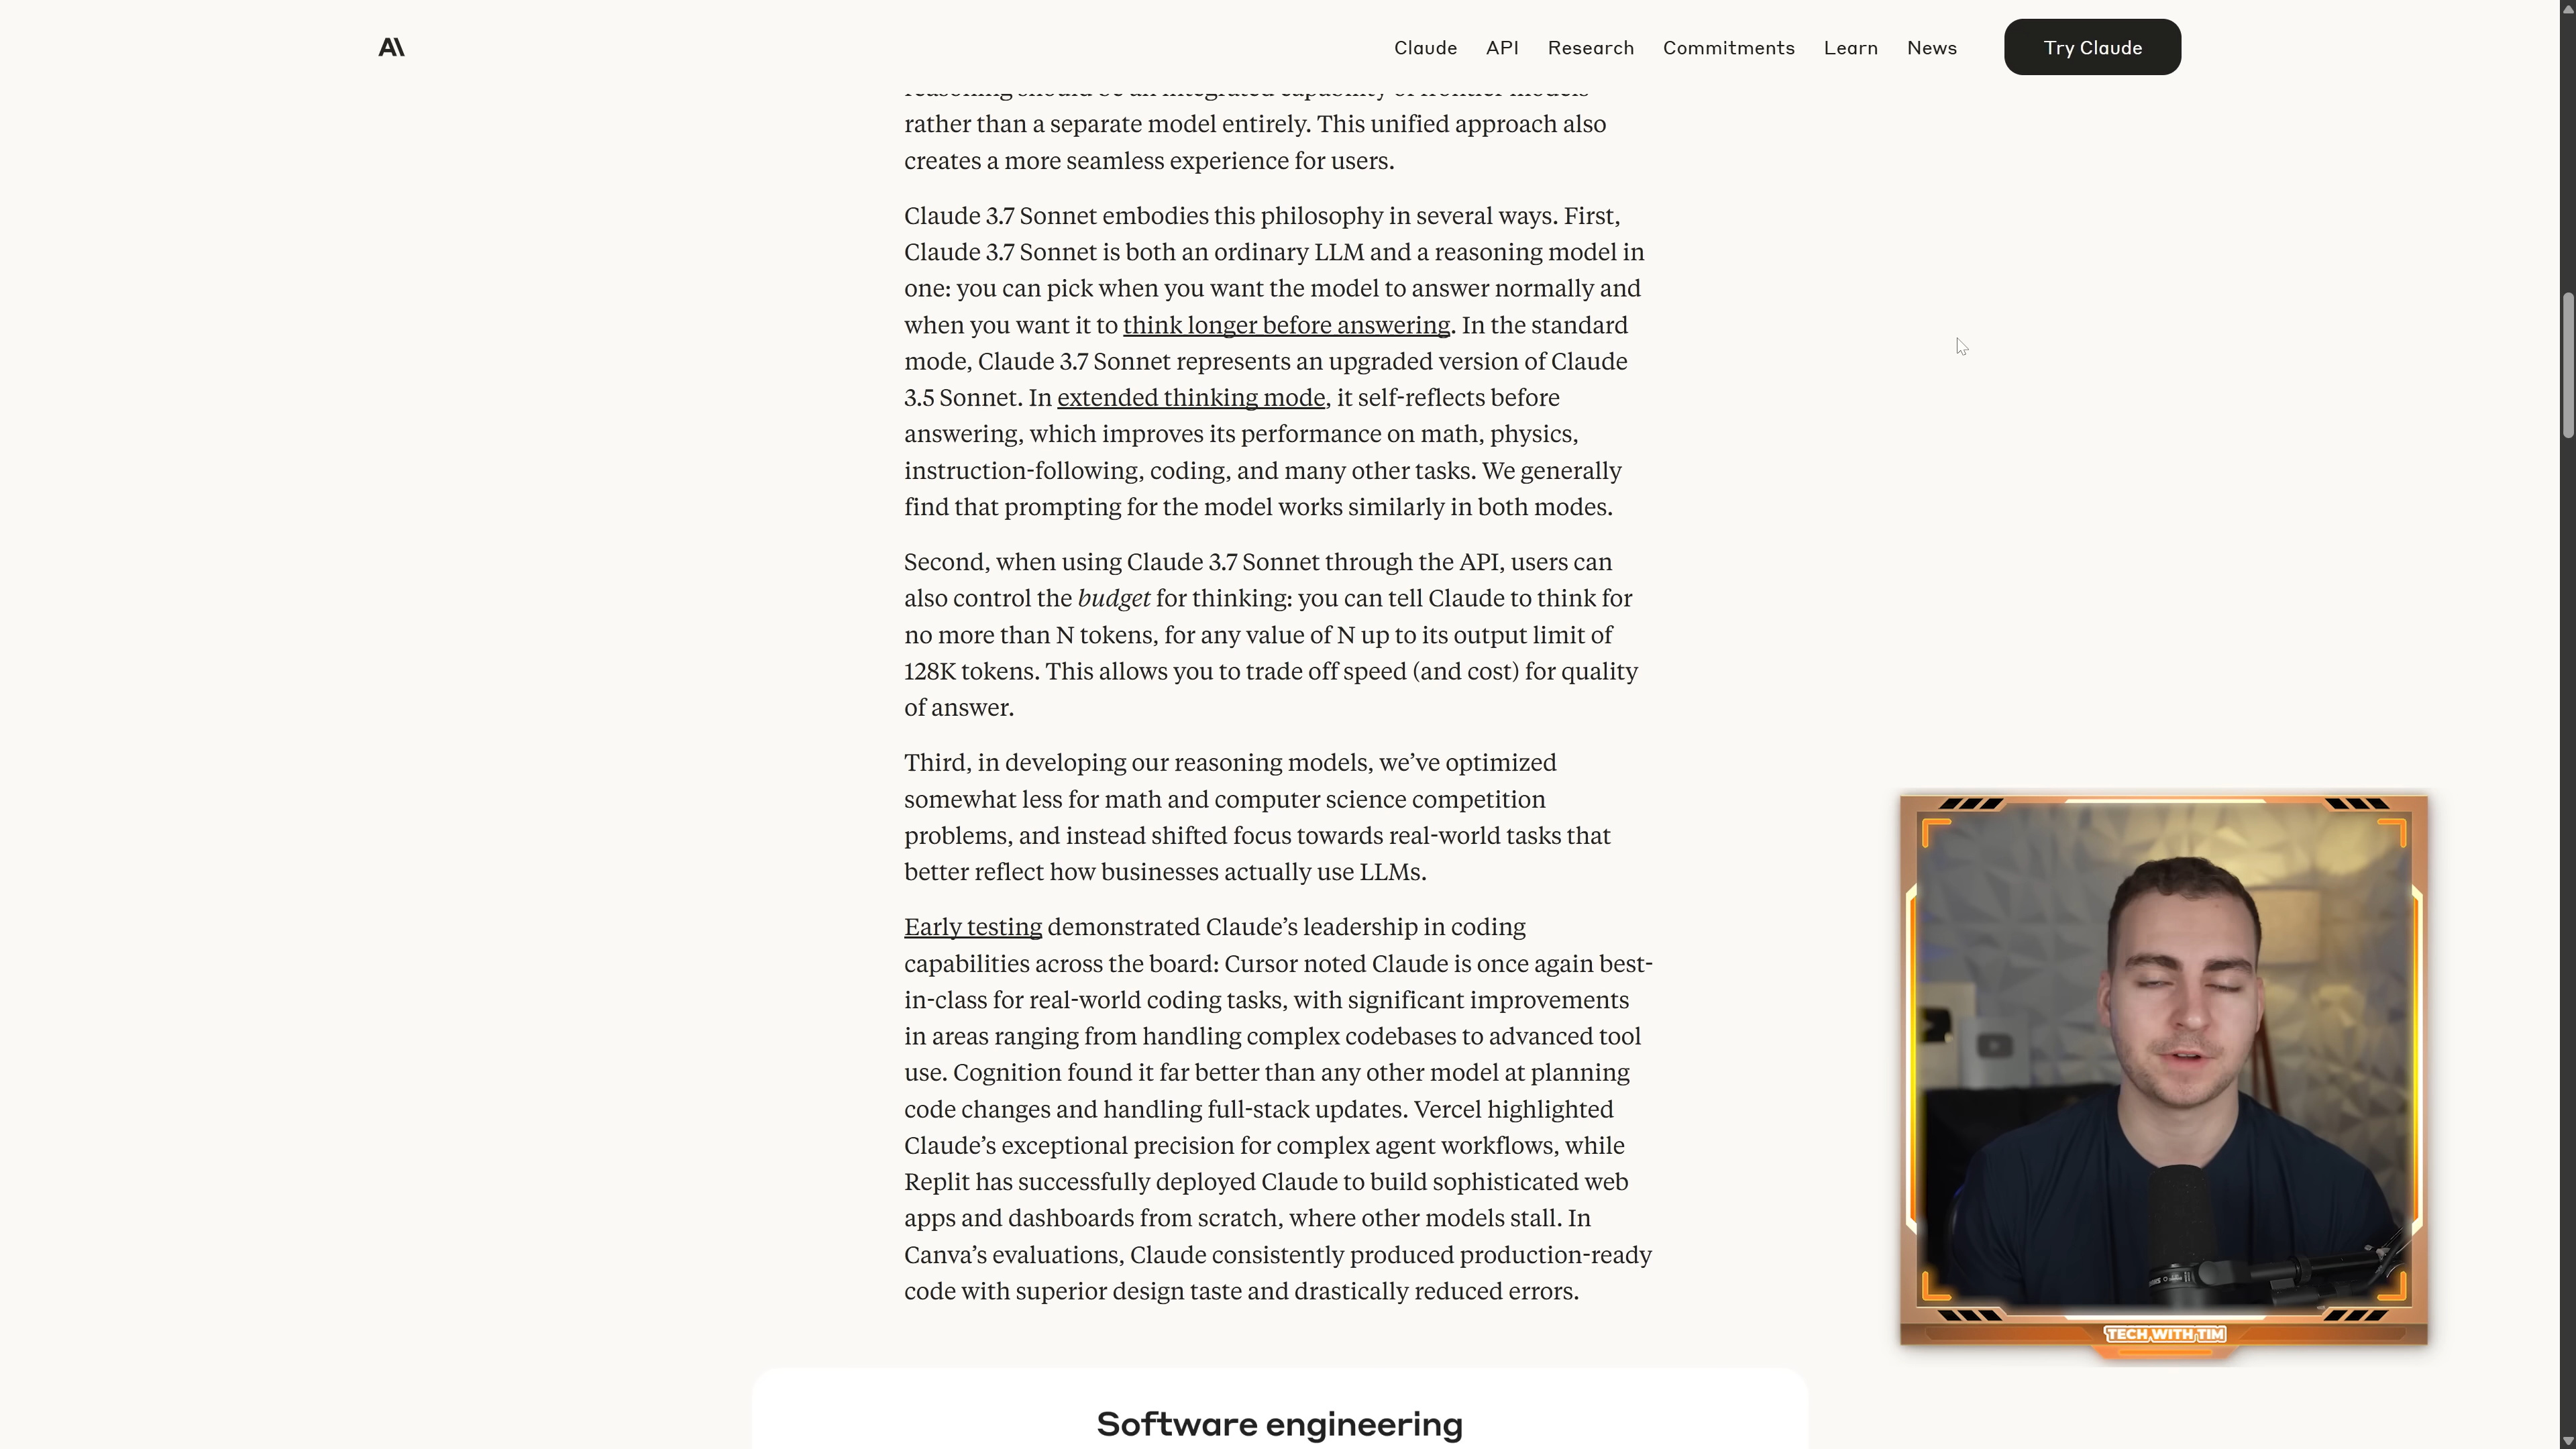 Claude API Research Commitments Learn News Try Claude
reasoning should be an integrated capability of frontier models
rather than a separate model entirely. This unified approach also
creates a more seamless experience for users.
Claude 3.7 Sonnet embodies this philosophy in several ways. First,
Claude 3.7 Sonnet is both an ordinary LLM and a reasoning model in
one: you can pick when you want the model to answer normally and
when you want it to think longer before answering. In the standard
mode, Claude 3.7 Sonnet represents an upgraded version of Claude
3.5 Sonnet. In extended thinking mode, it self-reflects before
answering, which improves its performance on math, physics,
instruction-following, coding, and many other tasks. We generally
find that prompting for the model works similarly in both modes.
Second, when using Claude 3.7 Sonnet through the API, users can
also control the budget for thinking: you can tell Claude to think for
no more than N tokens, for any value of N up to its output limit of
128K tokens. This allows you to trade off speed (and cost) for quality
of answer.
Third, in developing our reasoning models, we’ve optimized
somewhat less for math and computer science competition
problems, and instead shifted focus towards real-world tasks that
better reflect how businesses actually use LLMs.
Early testing demonstrated Claude’s leadership in coding
capabilities across the board: Cursor noted Claude is once again best-
in-class for real-world coding tasks, with significant improvements
in areas ranging from handling complex codebases to advanced tool
use. Cognition found it far better than any other model at planning
code changes and handling full-stack updates. Vercel highlighted
Claude’s exceptional precision for complex agent workflows, while
Replit has successfully deployed Claude to build sophisticated web
apps and dashboards from scratch, where other models stall. In
Canva’s evaluations, Claude consistently produced production-ready
code with superior design taste and drastically reduced errors.
Software engineering
TECH WITH TIM